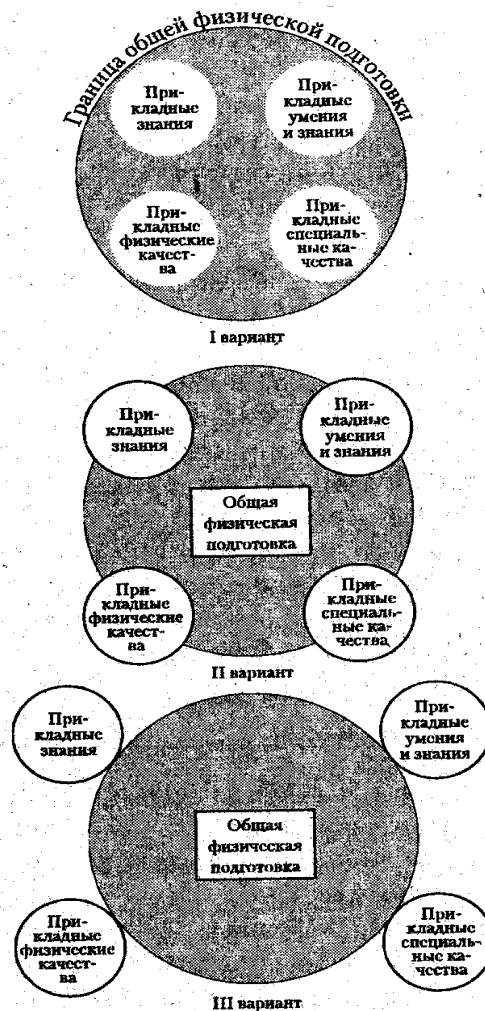 Граница общей физической подготовки
При-
кладные
знания
При-
кладные
умения
и знания
При-
кладные
физические
качест-
ва
При-
кладные
специаль-
ные ка-
чества
I вариант
При-
кладные
знания
При-
кладные
умения
и знания
Общая
физическая
подготовка
При-
кладные
физические
качест-
ва
При-
кладные
специаль-
ные ка-
чества
II вариант
При-
кладные
знания
При-
кладные
умения
и знания
Общая
физическая
подготовка
При-
кладные
физические
качест-
ва
При-
кладные
специаль-
ные ка-
чества
III вариант